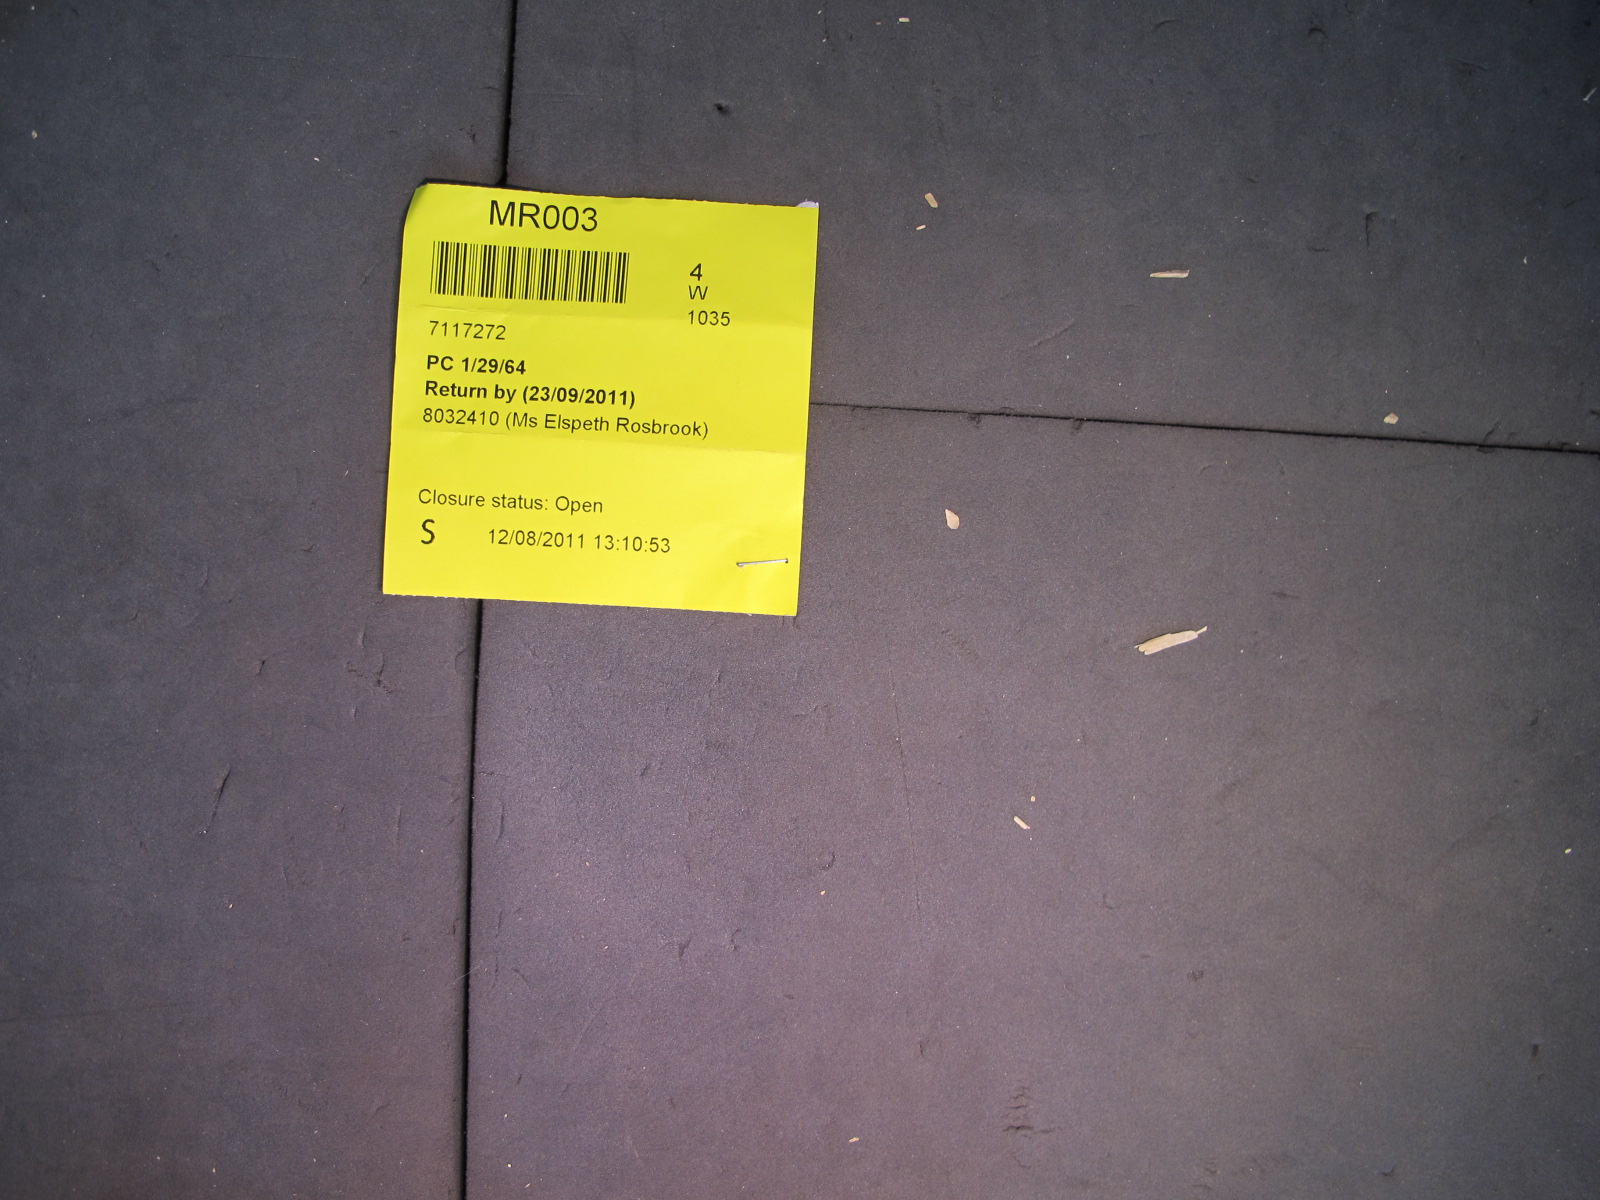 MR003
4
W
1035
7117272
PC 1/29/64
Return by (23/09/2011)
8032410 (Ms Elspeth Rosbrook)
Closure status: Open
S 12/08/2011 13:10:53